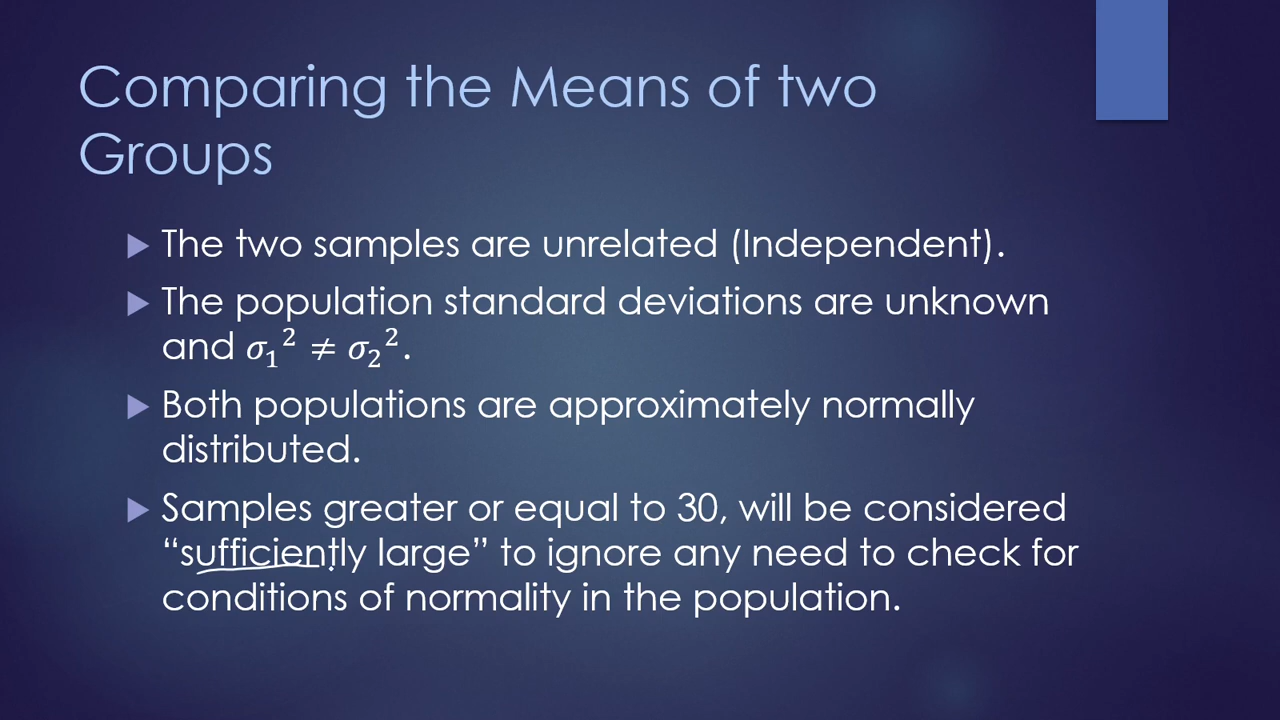 Comparing the Means of two
Groups
The two samples are unrelated (Independent).
The population standard deviations are unknown
and σ₁² ≠ σ₂².
Both populations are approximately normally
distributed.
Samples greater or equal to 30, will be considered
“sufficiently large” to ignore any need to check for
conditions of normality in the population.